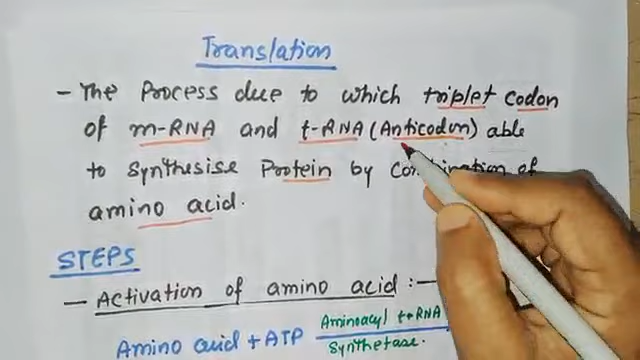 Translation
- The Process due to which triplet codon
of m-RNA and t-RNA (Anticodon) able
to synthesise Protein by of
amino acid.
STEPS
- Activation of amino acid :-
Amino acid + ATP Aminoacyl t-RNA
Synthetase.